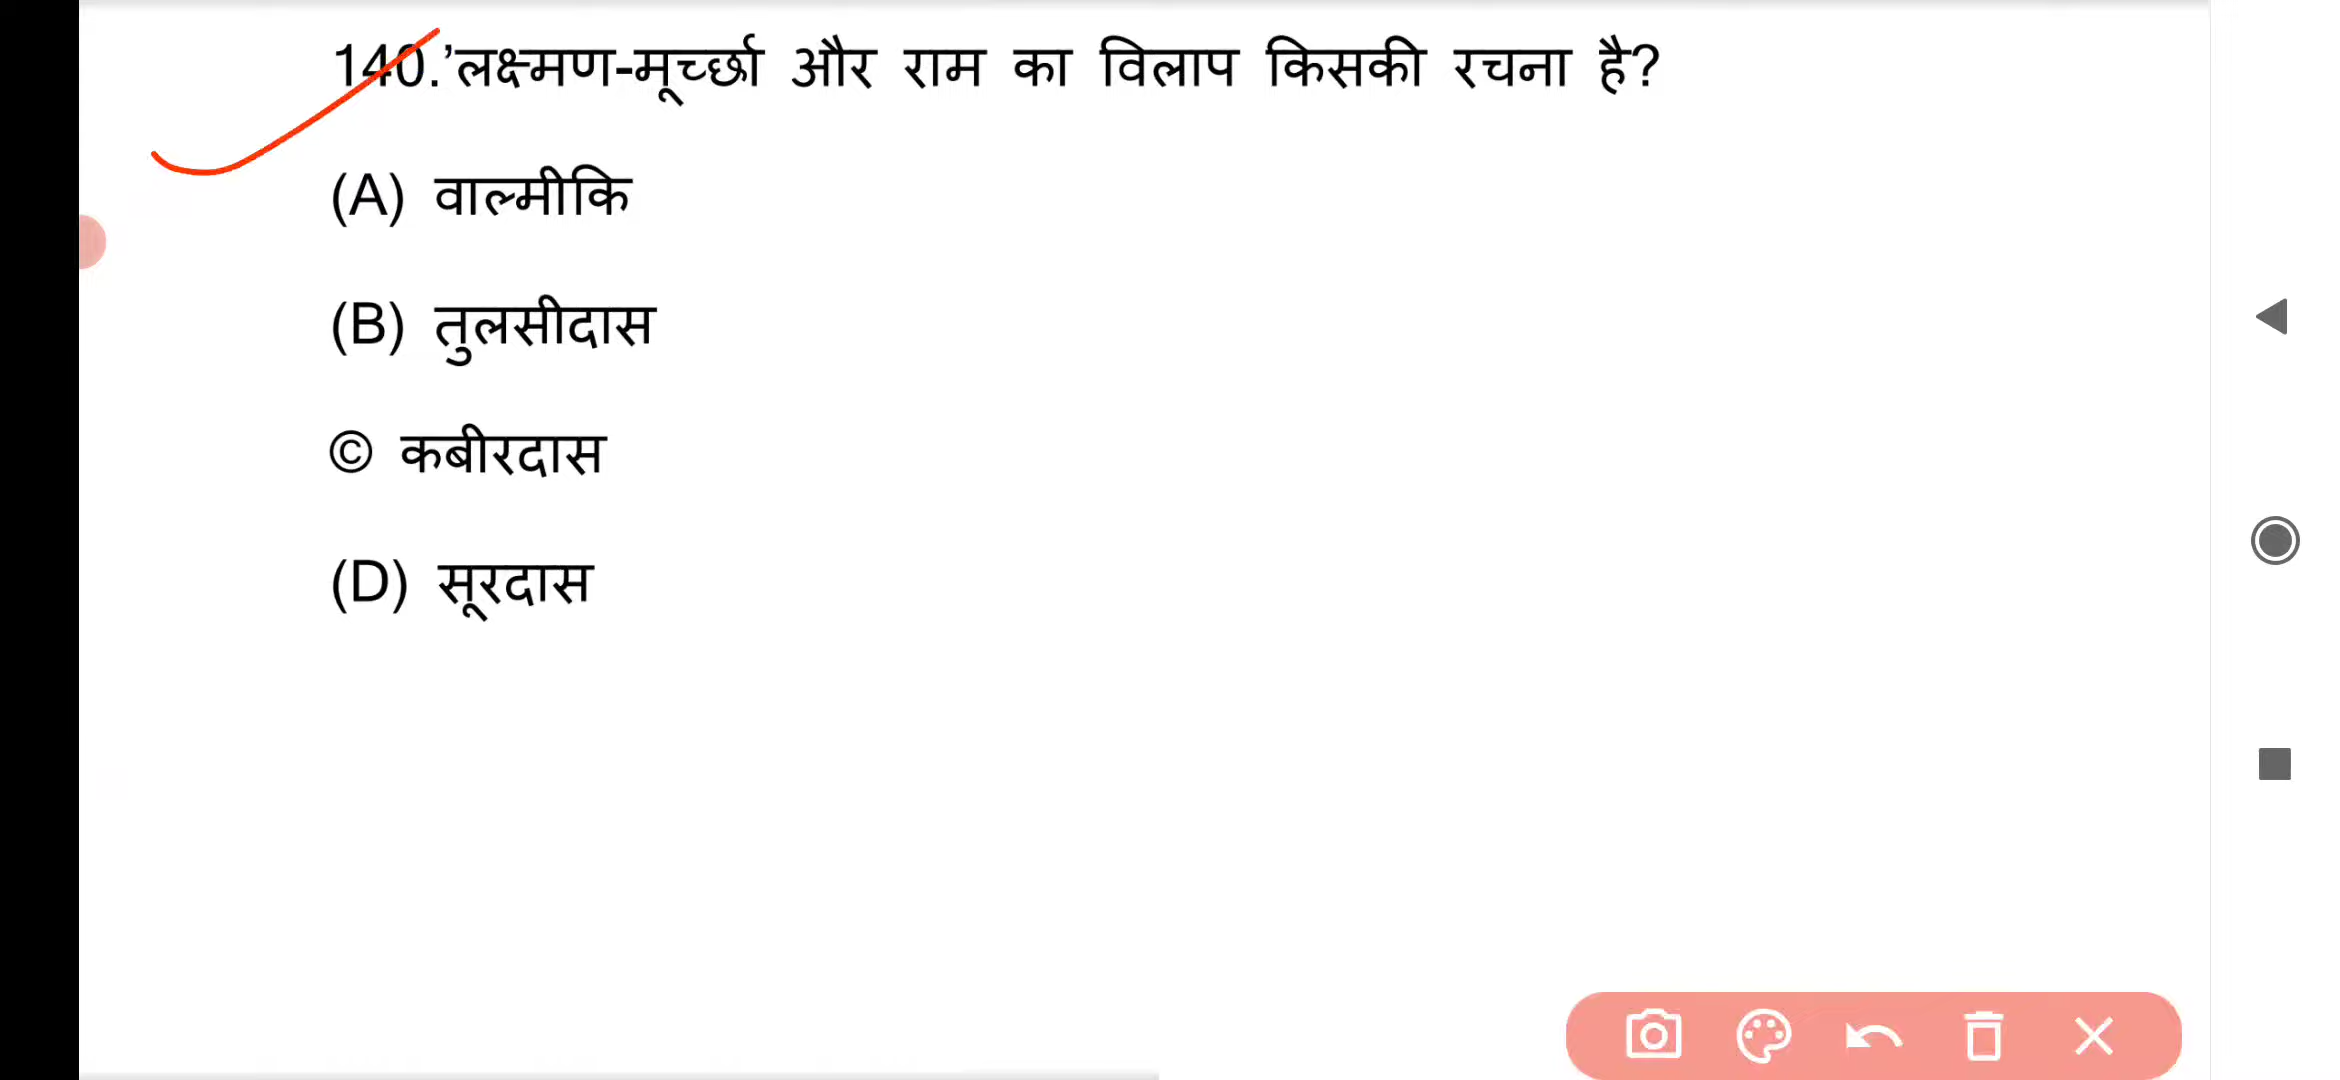 140.’लक्ष्मण-मूर्च्छा और राम का विलाप किसकी रचना है?
(A) वाल्मीकि
(B) तुलसीदास
© कबीरदास
(D) सूरदास